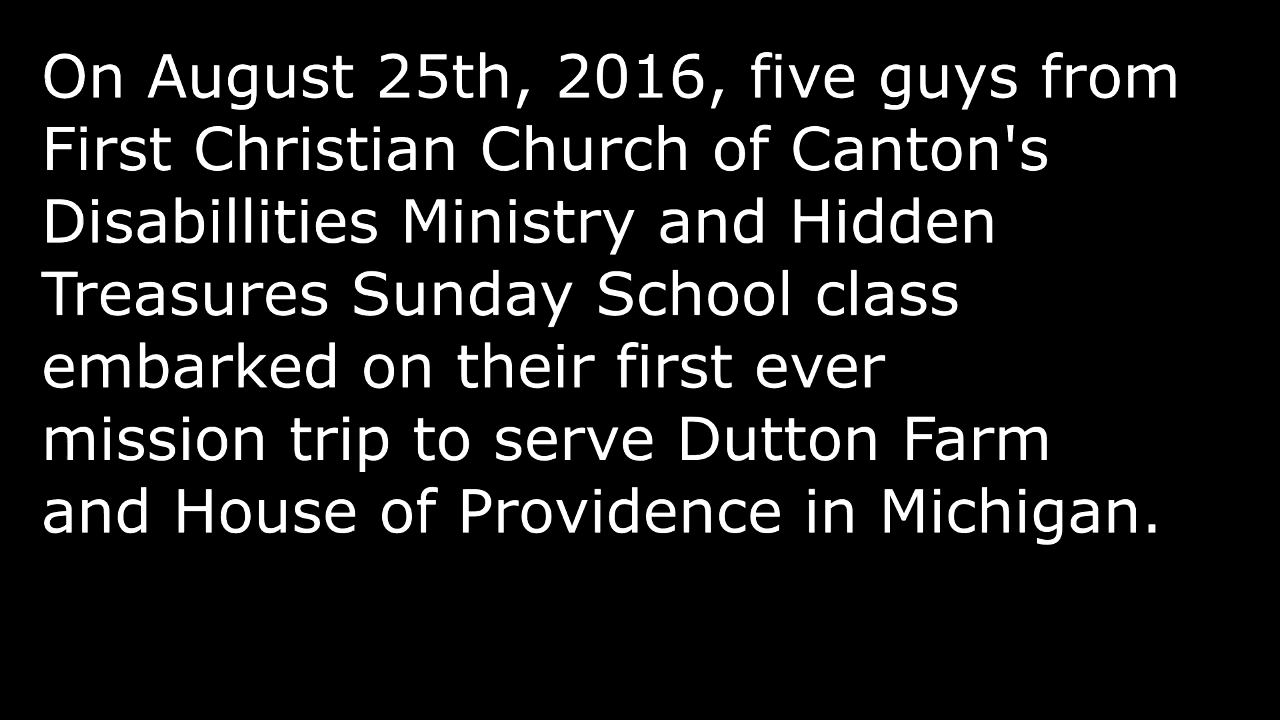 On August 25th, 2016, five guys from
First Christian Church of Canton's
Disabillities Ministry and Hidden
Treasures Sunday School class
embarked on their first ever
mission trip to serve Dutton Farm
and House of Providence in Michigan.